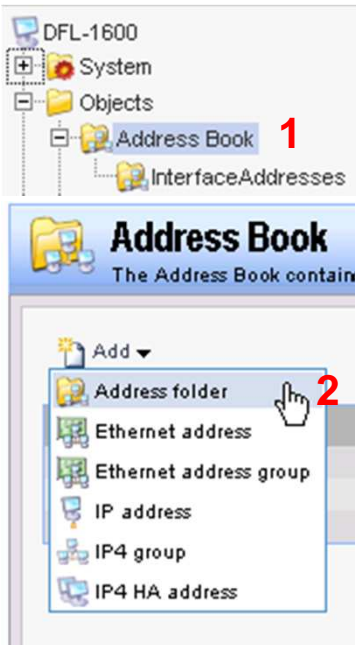 DFL-1600
System
Objects
Address Book 1
InterfaceAddresses
Address Book
The Address Book contain
Add
Address folder 2
Ethernet address
Ethernet address group
IP address
IP4 group
IP4 HA address